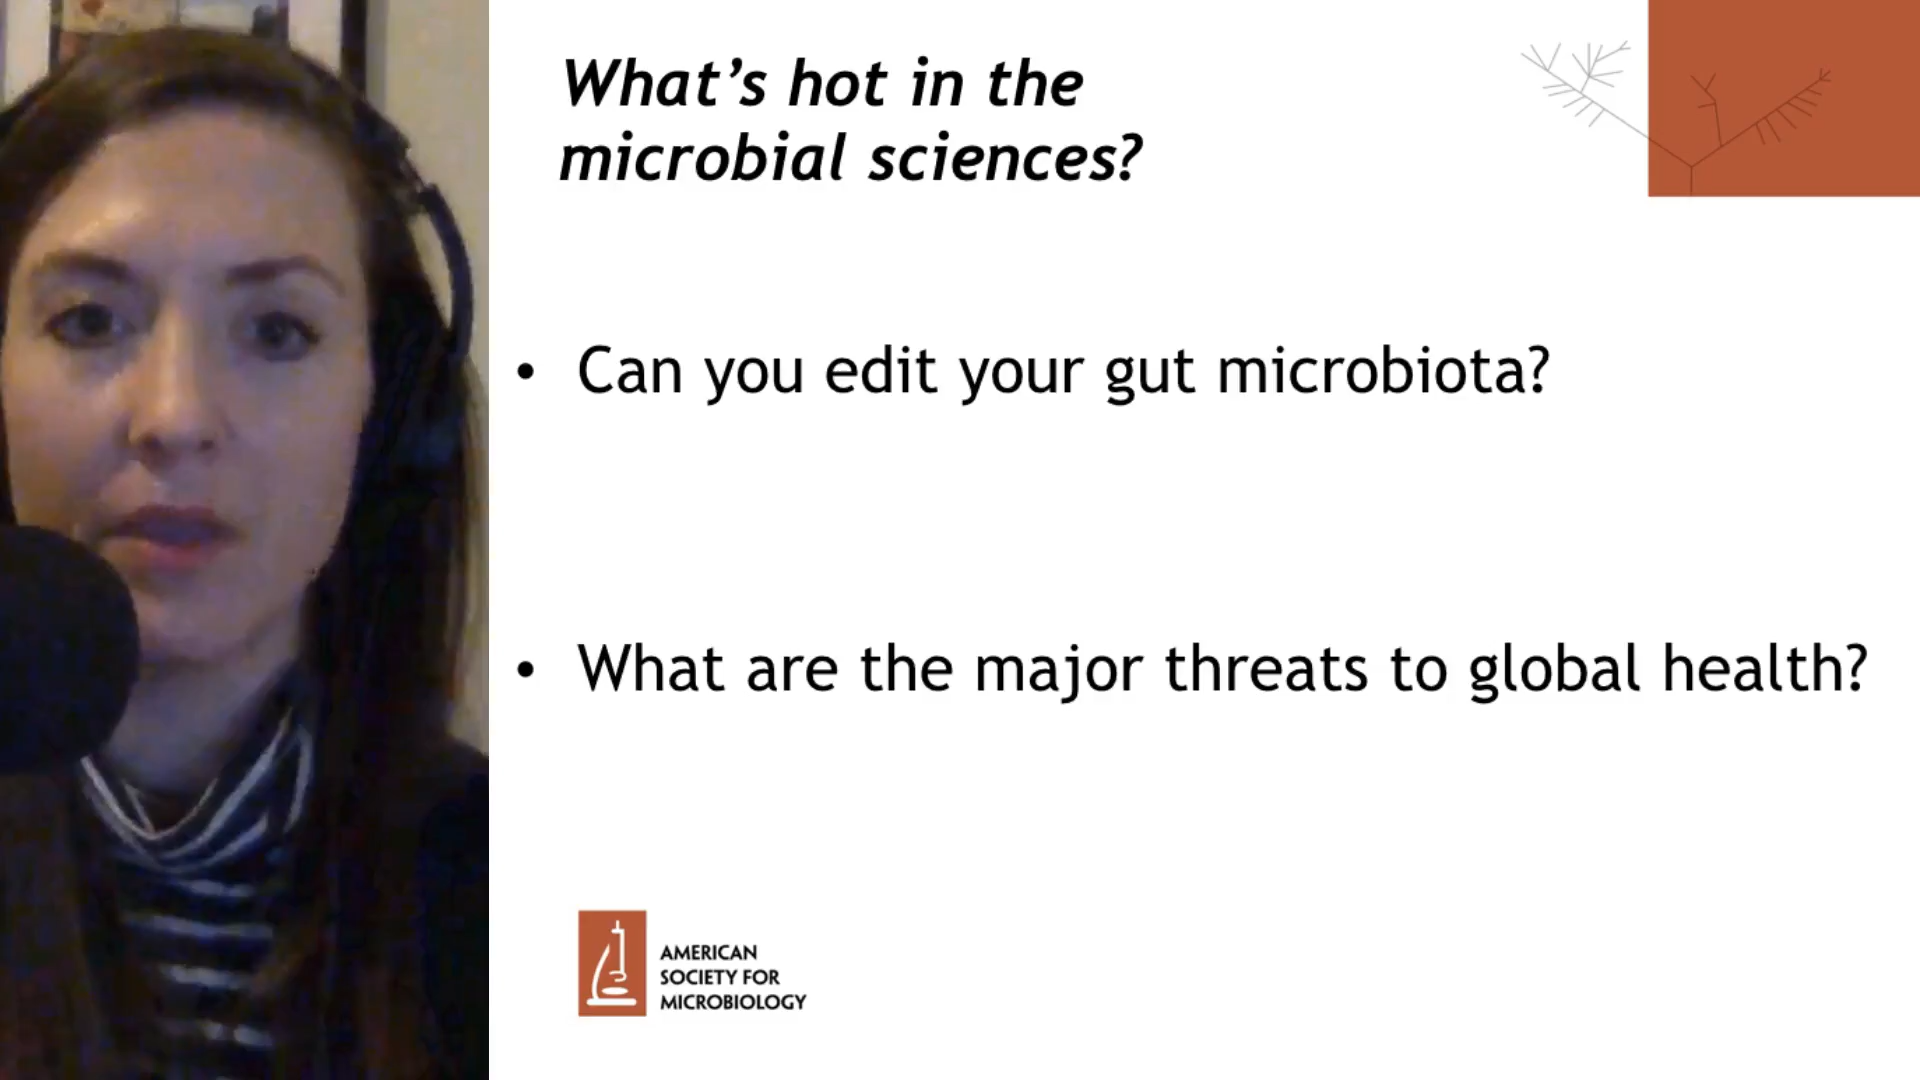 What’s hot in the
microbial sciences?
• Can you edit your gut microbiota?
• What are the major threats to global health?
AMERICAN
SOCIETY FOR
MICROBIOLOGY